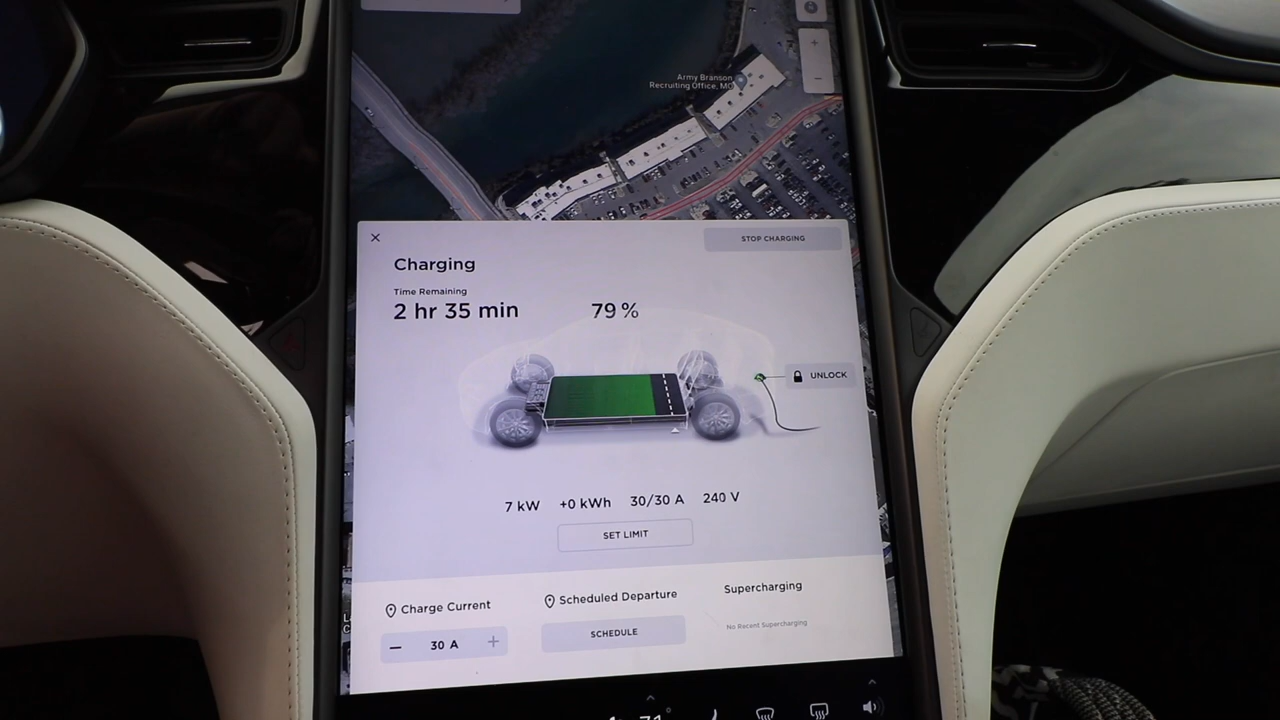 Army Branson
Recruiting Office, MO
STOP CHARGING
Charging
Time Remaining
2 hr 35 min
79 %
UNLOCK
7 kW +0 kWh 30/30 A 240 V
SET LIMIT
Charge Current
30 A
Scheduled Departure
SCHEDULE
Supercharging
No Recent Supercharging